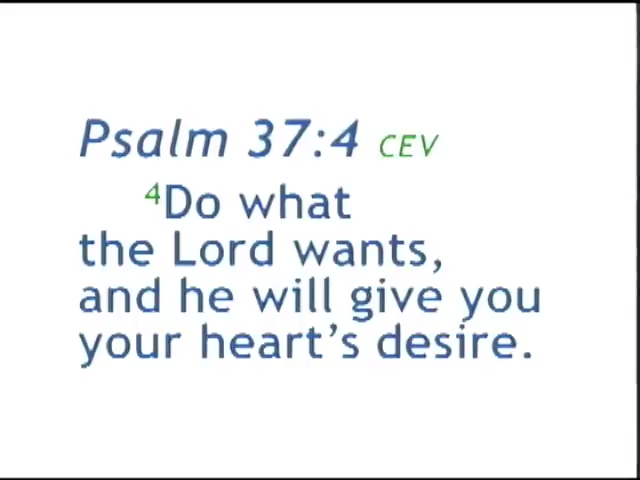 Psalm 37:4 CEV
4Do what
the Lord wants,
and he will give you
your heart's desire.